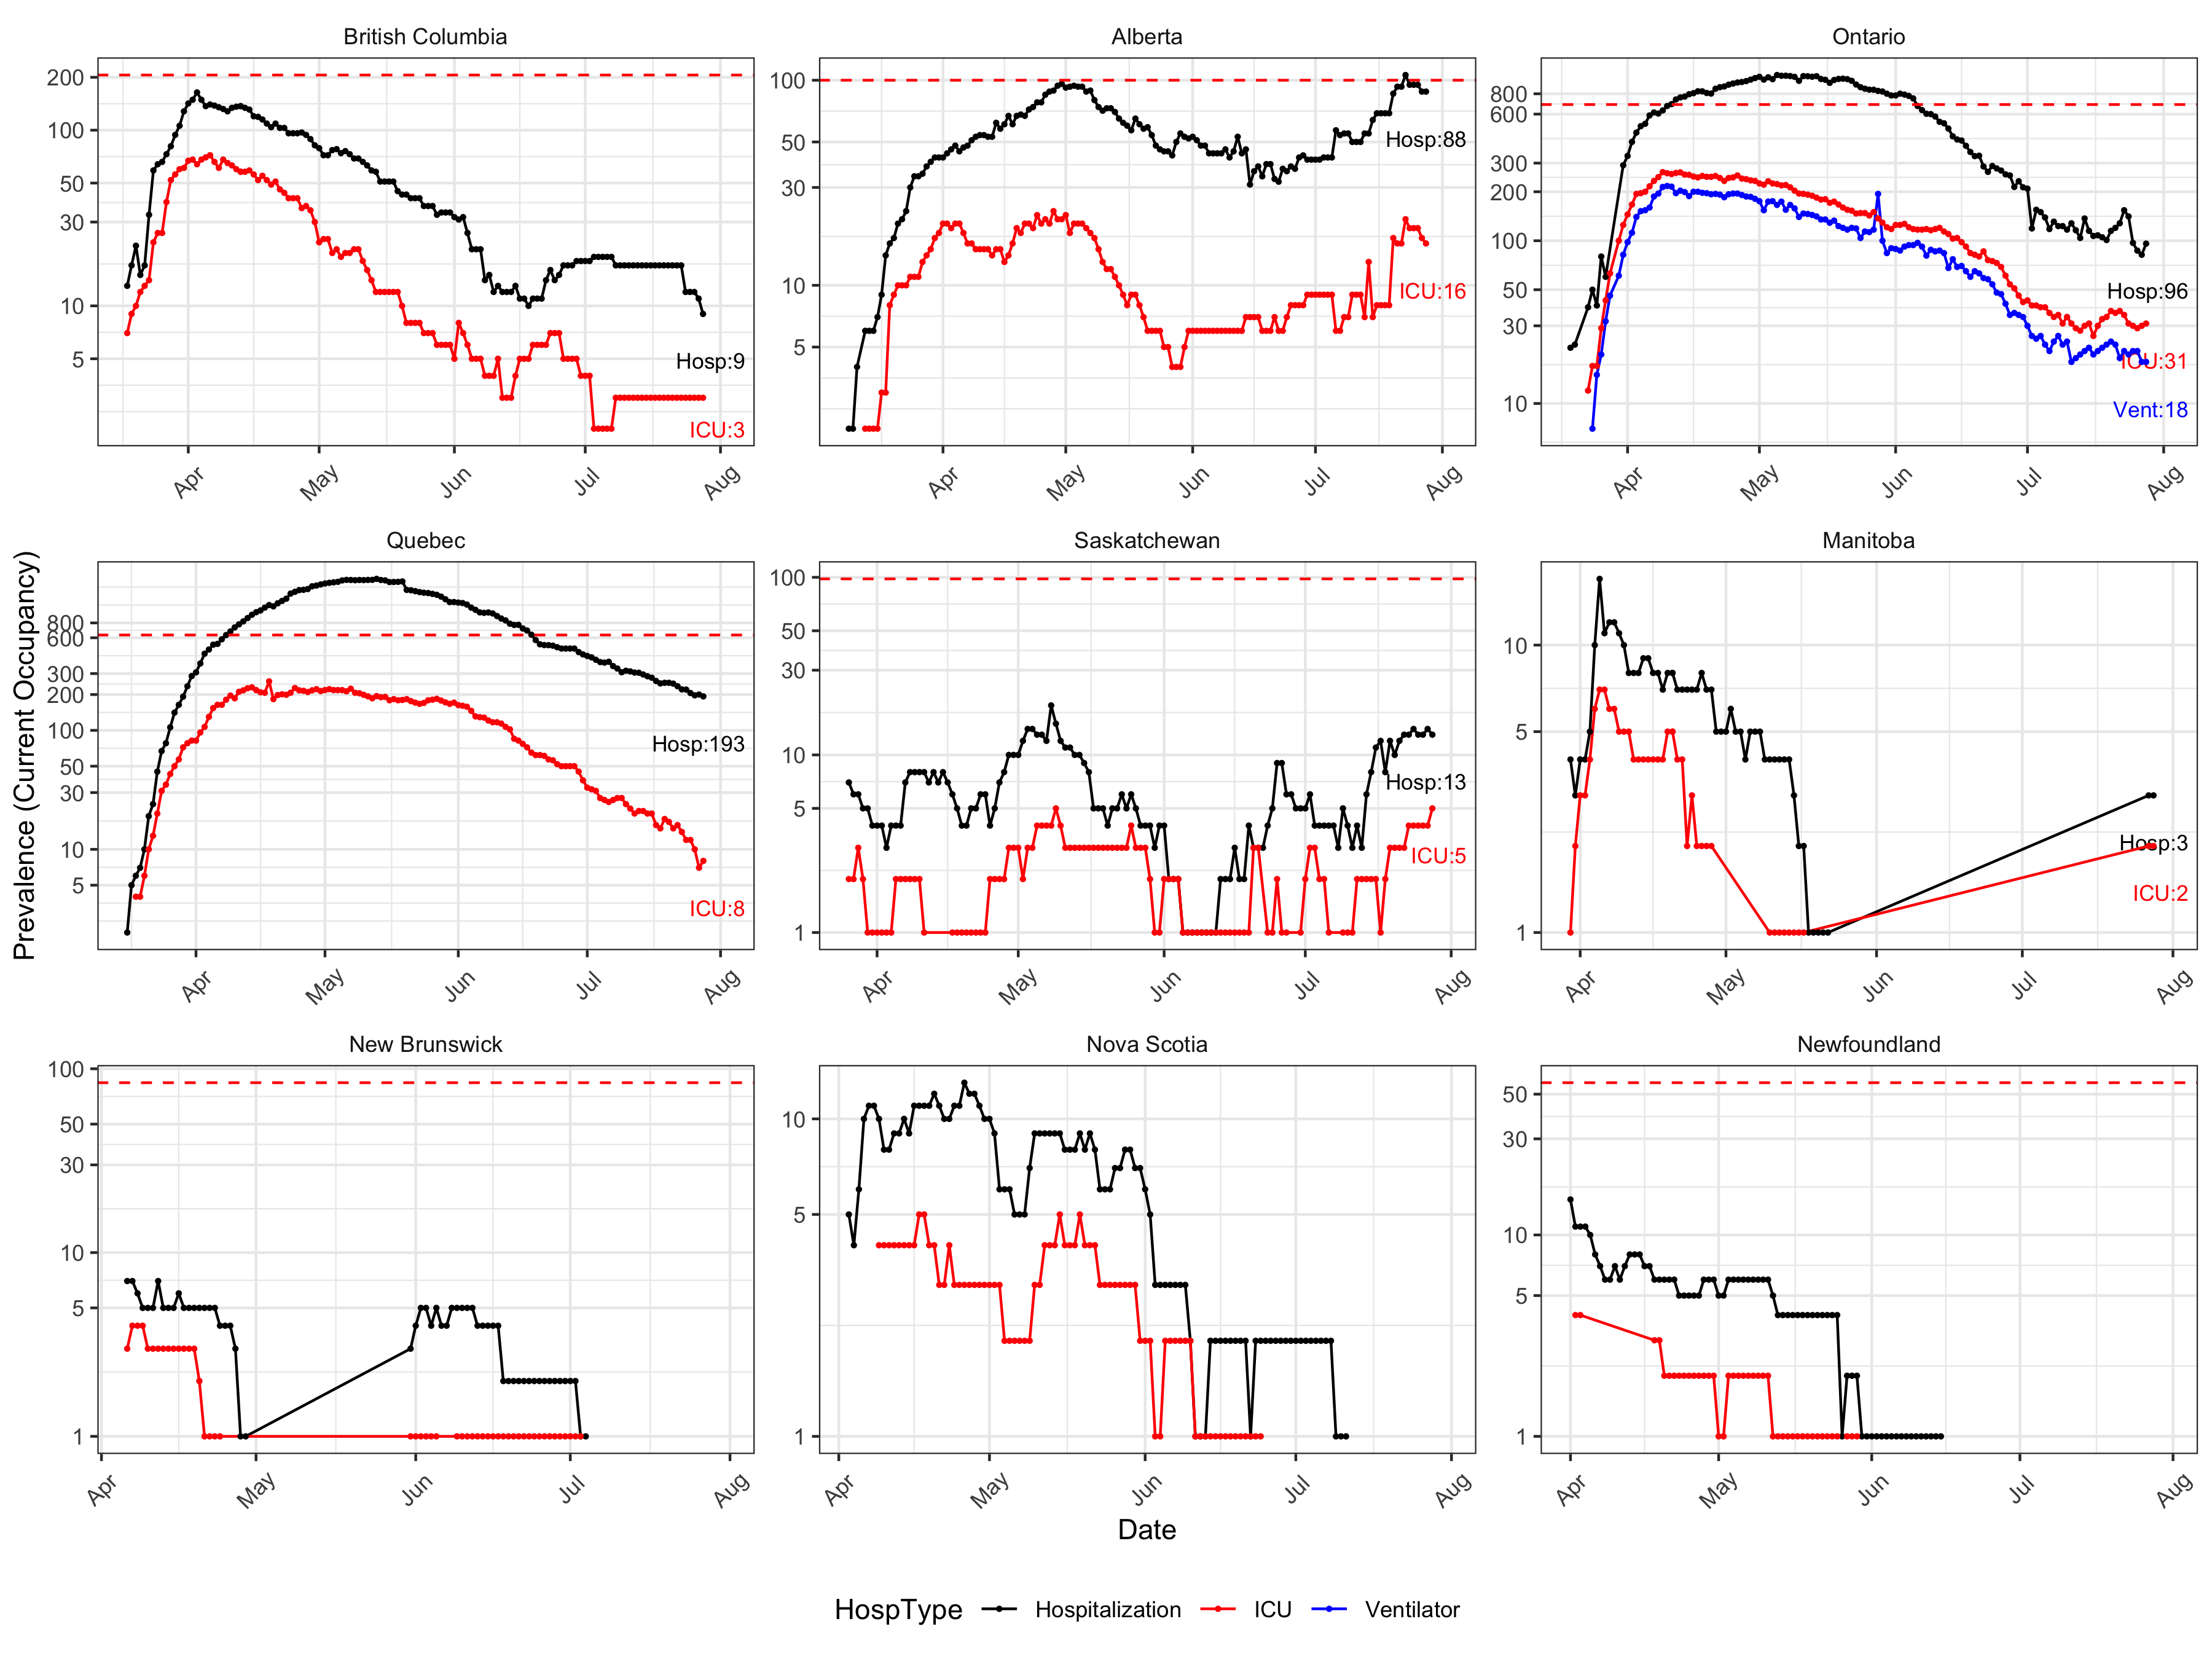 British Columbia
200
100
50
30
10
5
Hosp:9
ICU:3
Apr
May
Jun
Jul
Aug
Alberta
100
50
30
10
5
Hosp:88
ICU:16
Apr
May
Jun
Jul
Aug
Ontario
800
600
300
200
100
50
30
10
Hosp:96
ICU:31
Vent:18
Apr
May
Jun
Jul
Aug
Prevalence (Current Occupancy)
Quebec
800
600
300
200
100
50
30
10
5
Hosp:193
ICU:8
Apr
May
Jun
Jul
Aug
Saskatchewan
100
50
30
10
5
1
Hosp:13
ICU:5
Apr
May
Jun
Jul
Aug
Manitoba
10
5
1
Hosp:3
ICU:2
Apr
May
Jun
Jul
Aug
New Brunswick
100
50
30
10
5
1
Apr
May
Jun
Jul
Aug
Nova Scotia
10
5
1
Apr
May
Jun
Jul
Aug
Newfoundland
50
30
10
5
1
Apr
May
Jun
Jul
Aug
Date
HospType Hospitalization ICU Ventilator